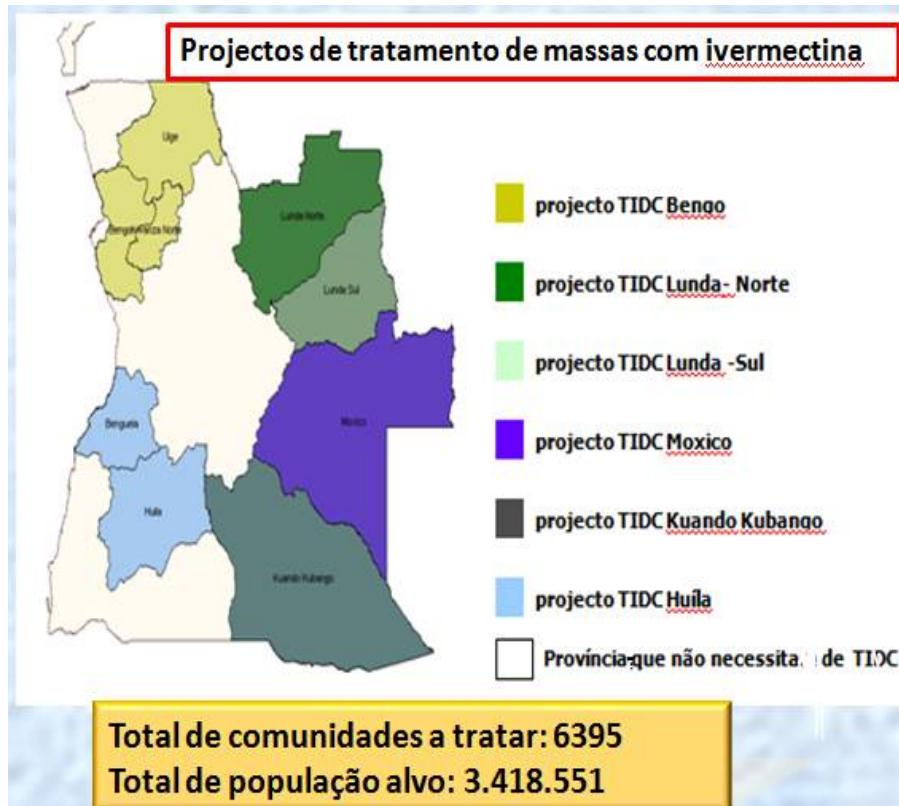 Projectos de tratamento de massas com ivermectina
Uige
Lunda Norte
Lunda Sul
Benguela
Moxico
Huila
Kuando Kubango
projecto TIDC Bengo
projecto TIDC Lunda- Norte
projecto TIDC Lunda -Sul
projecto TIDC Moxico
projecto TIDC Kuando Kubango
projecto TIDC Huíla
Província que não necessita de TIDC
Total de comunidades a tratar: 6395
Total de população alvo: 3.418.551